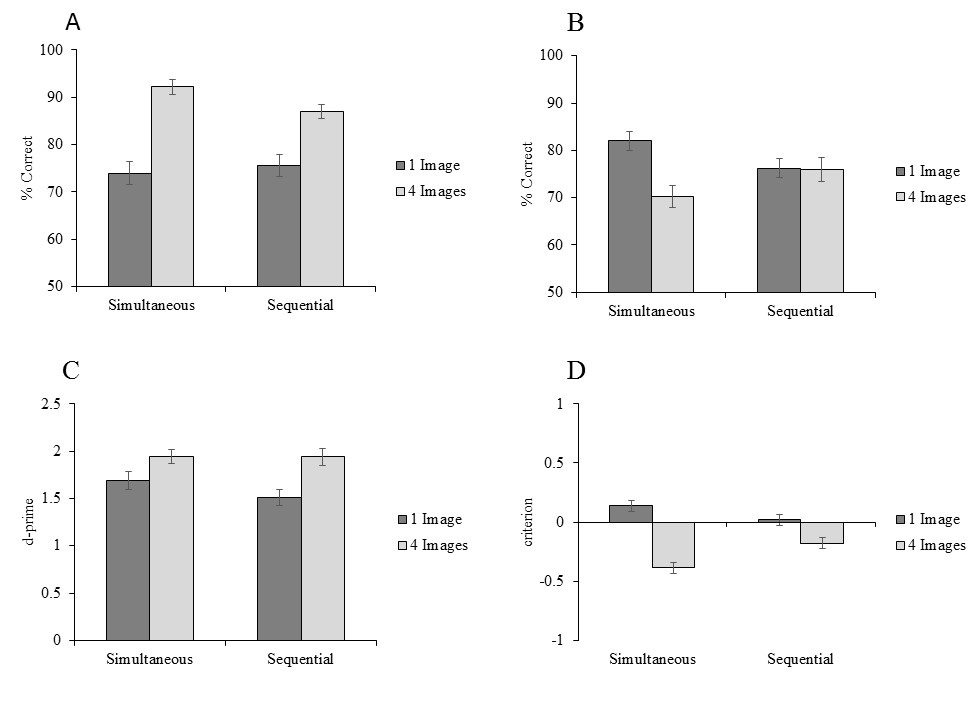 A
100
90
80
70
60
50
% Correct
Simultaneous
Sequential
1 Image
4 Images
B
100
90
80
70
60
50
% Correct
Simultaneous
Sequential
1 Image
4 Images
C
2.5
2
1.5
1
0.5
0
d-prime
Simultaneous
Sequential
1 Image
4 Images
D
1
0.5
0
-0.5
-1
criterion
Simultaneous
Sequential
1 Image
4 Images